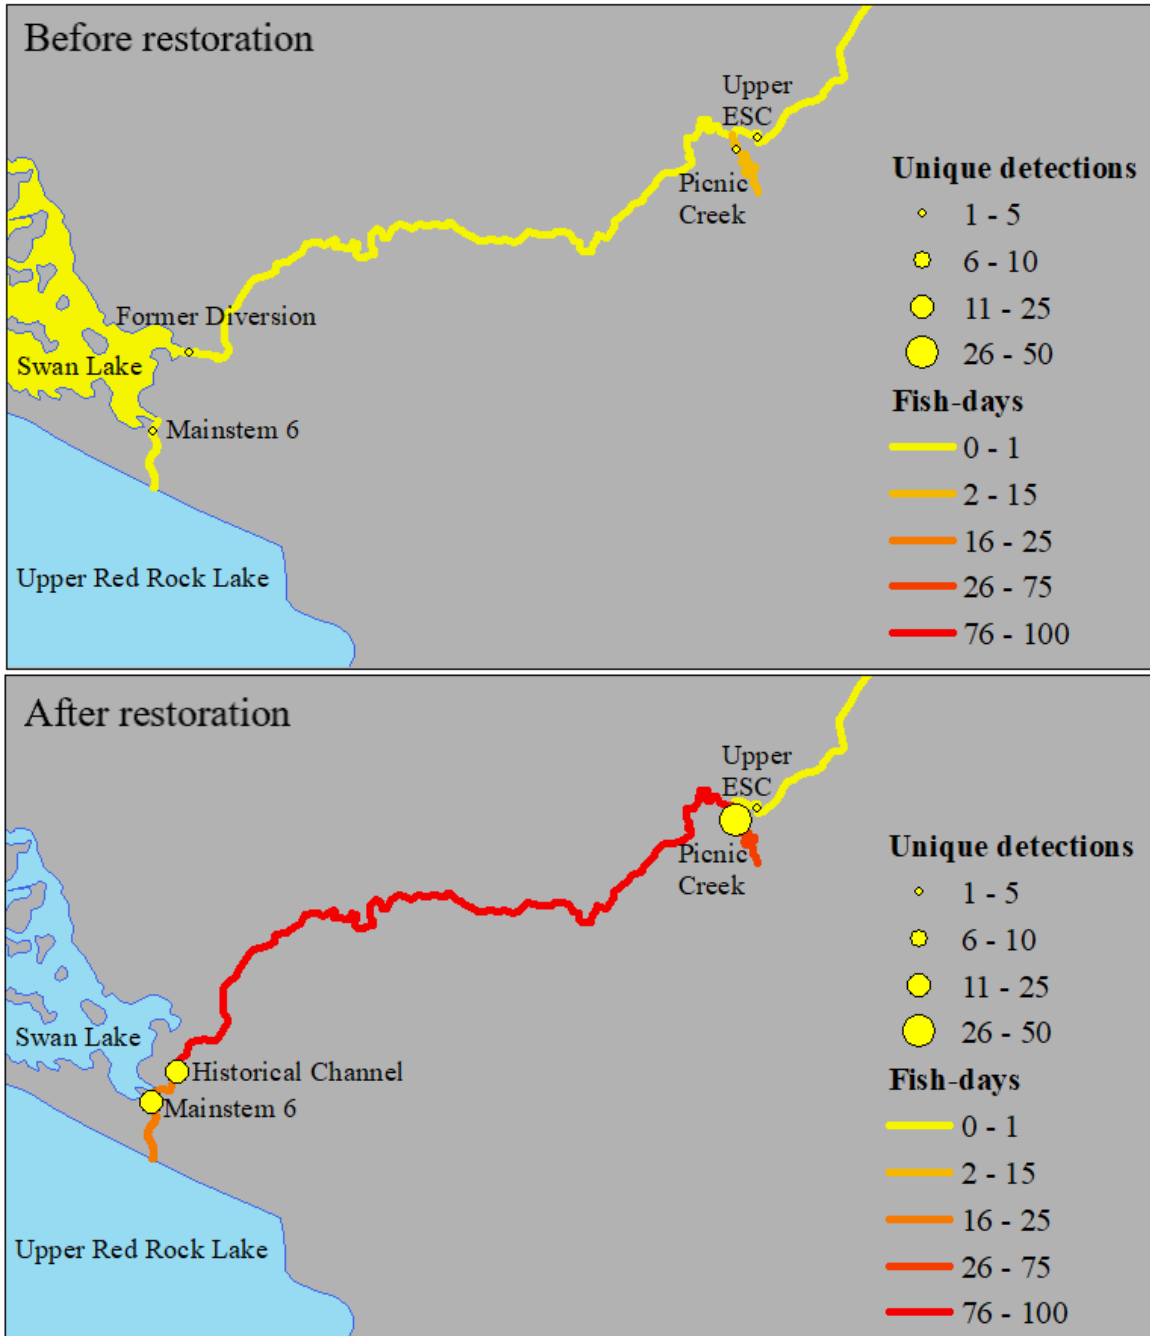 Before restoration
Upper
ESC
Picnic
Creek
Former Diversion
Swan Lake
Mainstem 6
Upper Red Rock Lake
Unique detections
1 - 5
6 - 10
11 - 25
26 - 50
Fish-days
0 - 1
2 - 15
16 - 25
26 - 75
76 - 100
After restoration
Upper
ESC
Picnic
Creek
Swan Lake
Historical Channel
Mainstem 6
Upper Red Rock Lake
Unique detections
1 - 5
6 - 10
11 - 25
26 - 50
Fish-days
0 - 1
2 - 15
16 - 25
26 - 75
76 - 100